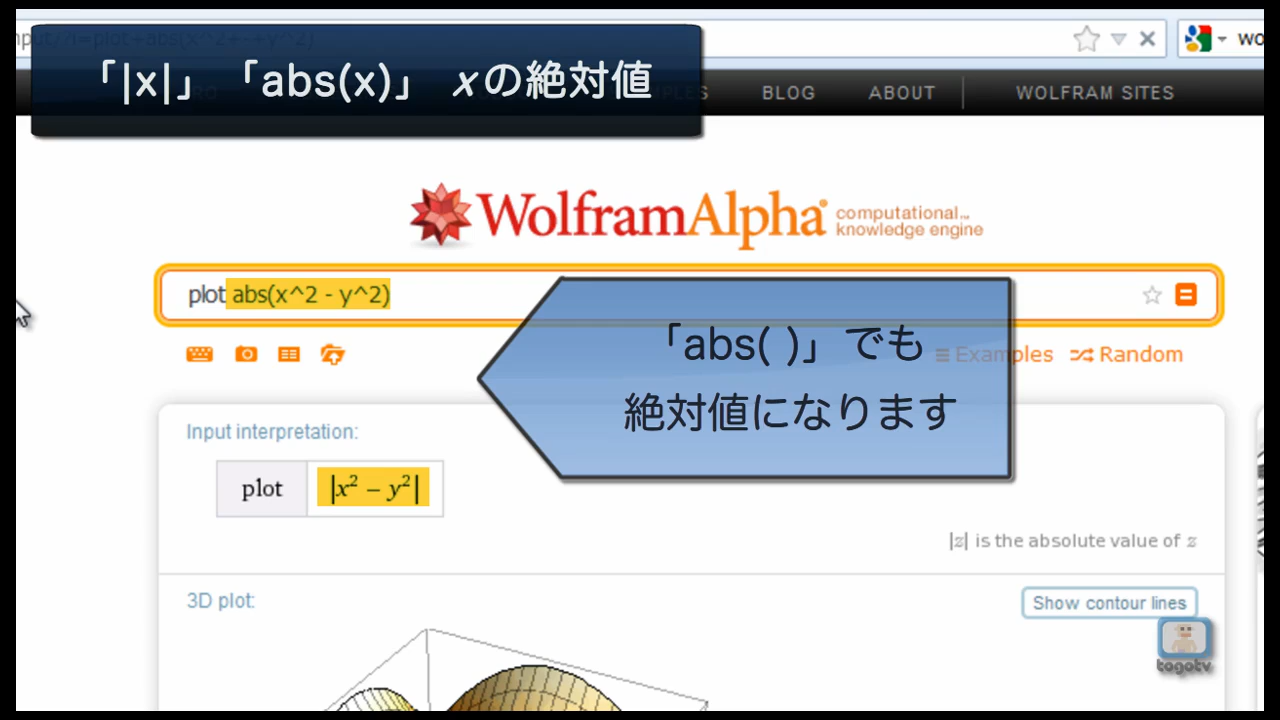 「|x|」「abs(x)」 xの絶対値
BLOG ABOUT WOLFRAM SITES
WolframAlpha computational... knowledge engine
plot abs(x^2 - y^2)
「abs( )」でも
絶対値になります
Examples Random
Input interpretation:
plot |x² − y²|
|z| is the absolute value of z
3D plot:
Show contour lines
togotv